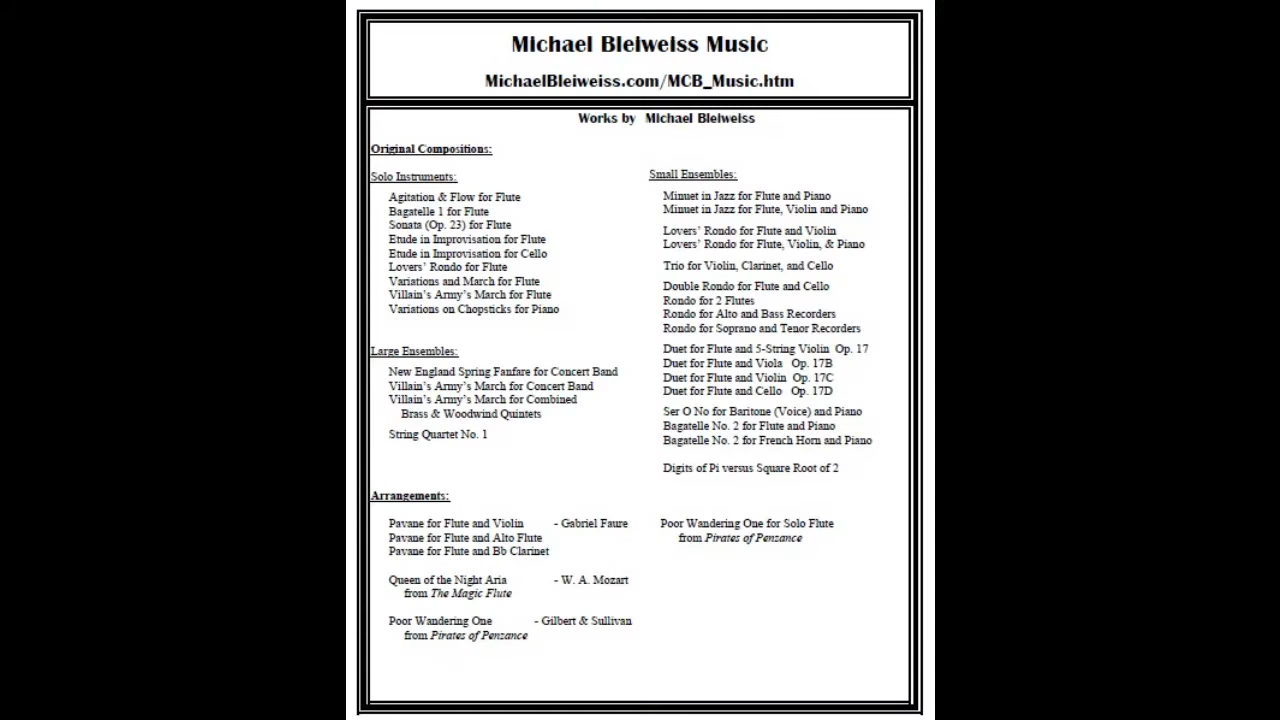 Michael Bleiweiss Music
MichaelBleiweiss.com/MCB_Music.htm
Works by Michael Bleiweiss
Original Compositions:
Solo Instruments:
Agitation & Flow for Flute
Bagatelle 1 for Flute
Sonata (Op. 23) for Flute
Etude in Improvisation for Flute
Etude in Improvisation for Cello
Lovers' Rondo for Flute
Variations and March for Flute
Villain's Army's March for Flute
Variations on Chopsticks for Piano
Large Ensembles:
New England Spring Fanfare for Concert Band
Villain's Army's March for Concert Band
Villain's Army's March for Combined
Brass & Woodwind Quintets
String Quartet No. 1
Small Ensembles:
Minuet in Jazz for Flute and Piano
Minuet in Jazz for Flute, Violin and Piano
Lovers' Rondo for Flute and Violin
Lovers' Rondo for Flute, Violin, & Piano
Trio for Violin, Clarinet, and Cello
Double Rondo for Flute and Cello
Rondo for 2 Flutes
Rondo for Alto and Bass Recorders
Rondo for Soprano and Tenor Recorders
Duet for Flute and 5-String Violin Op. 17
Duet for Flute and Viola Op. 17B
Duet for Flute and Violin Op. 17C
Duet for Flute and Cello Op. 17D
Ser O No for Baritone (Voice) and Piano
Bagatelle No. 2 for Flute and Piano
Bagatelle No. 2 for French Horn and Piano
Digits of Pi versus Square Root of 2
Arrangements:
Pavane for Flute and Violin - Gabriel Faure
Pavane for Flute and Alto Flute
Pavane for Flute and Bb Clarinet
Queen of the Night Aria - W. A. Mozart
from The Magic Flute
Poor Wandering One - Gilbert & Sullivan
from Pirates of Penzance
Poor Wandering One for Solo Flute
from Pirates of Penzance